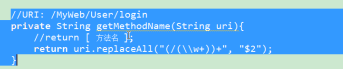 //URI: /MyWeb/User/login
private String getMethodName(String uri){
//return [ 方法名 ];
return uri.replaceAll("(/(\\w+))+", "$2");
}